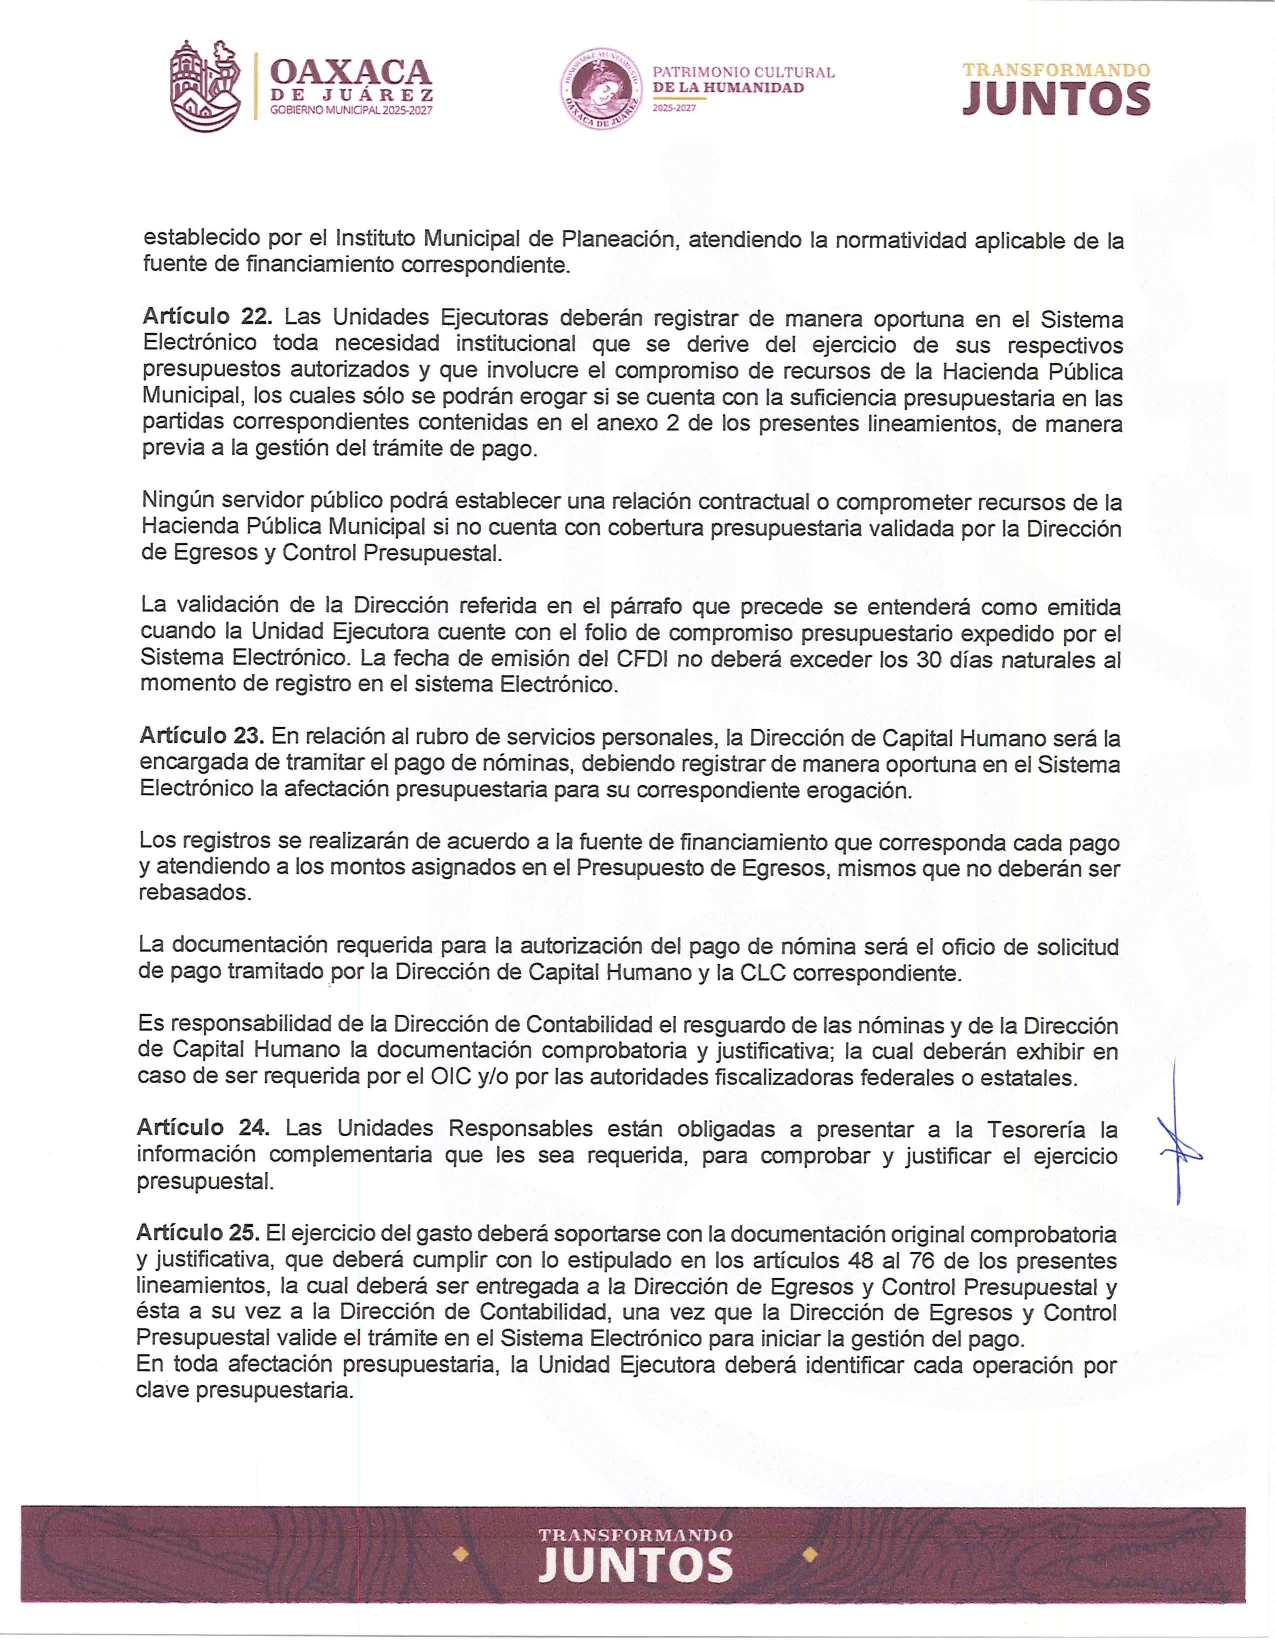 OAXACA
DE JUÁREZ
GOBIERNO MUNICIPAL 2025-2027
HONORABLE AYUNTAMIENTO
OAXACA DE JUÁREZ
PATRIMONIO CULTURAL
DE LA HUMANIDAD
2025-2027
TRANSFORMANDO
JUNTOS
establecido por el Instituto Municipal de Planeación, atendiendo la normatividad aplicable de la
fuente de financiamiento correspondiente.
Artículo 22. Las Unidades Ejecutoras deberán registrar de manera oportuna en el Sistema
Electrónico toda necesidad institucional que se derive del ejercicio de sus respectivos
presupuestos autorizados y que involucre el compromiso de recursos de la Hacienda Pública
Municipal, los cuales sólo se podrán erogar si se cuenta con la suficiencia presupuestaria en las
partidas correspondientes contenidas en el anexo 2 de los presentes lineamientos, de manera
previa a la gestión del trámite de pago.
Ningún servidor público podrá establecer una relación contractual o comprometer recursos de la
Hacienda Pública Municipal si no cuenta con cobertura presupuestaria validada por la Dirección
de Egresos y Control Presupuestal.
La validación de la Dirección referida en el párrafo que precede se entenderá como emitida
cuando la Unidad Ejecutora cuente con el folio de compromiso presupuestario expedido por el
Sistema Electrónico. La fecha de emisión del CFDI no deberá exceder los 30 días naturales al
momento de registro en el sistema Electrónico.
Artículo 23. En relación al rubro de servicios personales, la Dirección de Capital Humano será la
encargada de tramitar el pago de nóminas, debiendo registrar de manera oportuna en el Sistema
Electrónico la afectación presupuestaria para su correspondiente erogación.
Los registros se realizarán de acuerdo a la fuente de financiamiento que corresponda cada pago
y atendiendo a los montos asignados en el Presupuesto de Egresos, mismos que no deberán ser
rebasados.
La documentación requerida para la autorización del pago de nómina será el oficio de solicitud
de pago tramitado por la Dirección de Capital Humano y la CLC correspondiente.
Es responsabilidad de la Dirección de Contabilidad el resguardo de las nóminas y de la Dirección
de Capital Humano la documentación comprobatoria y justificativa; la cual deberán exhibir en
caso de ser requerida por el OIC y/o por las autoridades fiscalizadoras federales o estatales.
Artículo 24. Las Unidades Responsables están obligadas a presentar a la Tesorería la
información complementaria que les sea requerida, para comprobar y justificar el ejercicio
presupuestal.
Artículo 25. El ejercicio del gasto deberá soportarse con la documentación original comprobatoria
y justificativa, que deberá cumplir con lo estipulado en los artículos 48 al 76 de los presentes
lineamientos, la cual deberá ser entregada a la Dirección de Egresos y Control Presupuestal y
ésta a su vez a la Dirección de Contabilidad, una vez que la Dirección de Egresos y Control
Presupuestal valide el trámite en el Sistema Electrónico para iniciar la gestión del pago.
En toda afectación presupuestaria, la Unidad Ejecutora deberá identificar cada operación por
clave presupuestaria.
TRANSFORMANDO
JUNTOS